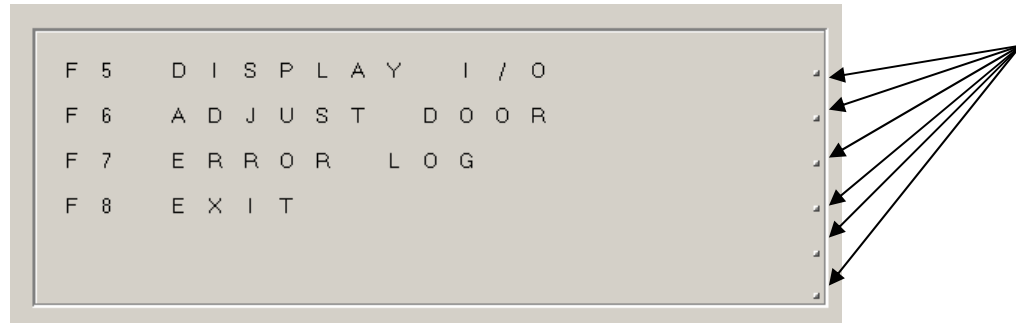 F5 DISPLAY I/O
F6 ADJUST DOOR
F7 ERROR LOG
F8 EXIT